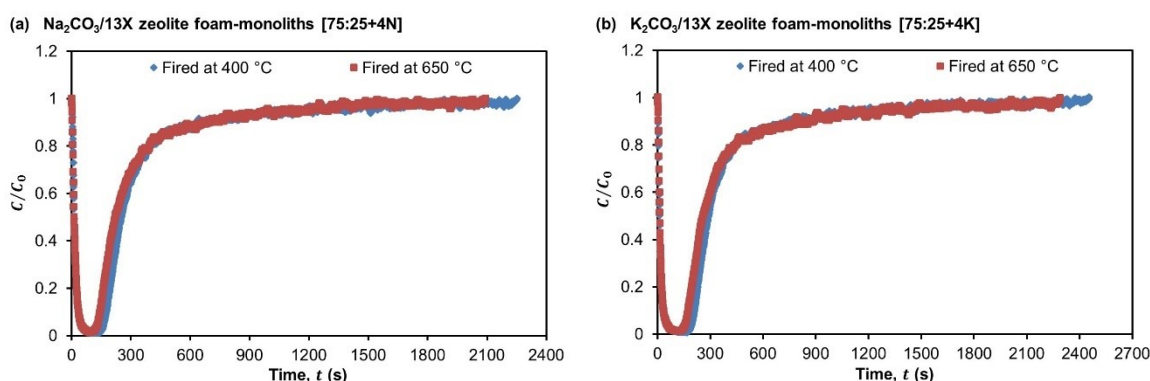 (a) Na₂CO₃/13X zeolite foam-monoliths [75:25+4N]
Fired at 400 °C Fired at 650 °C
1.2
1
0.8
0.6
0.4
0.2
0
C/C₀
0 300 600 900 1200 1500 1800 2100 2400
Time, t (s)
(b) K₂CO₃/13X zeolite foam-monoliths [75:25+4K]
Fired at 400 °C Fired at 650 °C
1.2
1
0.8
0.6
0.4
0.2
0
C/C₀
0 300 600 900 1200 1500 1800 2100 2400 2700
Time, t (s)